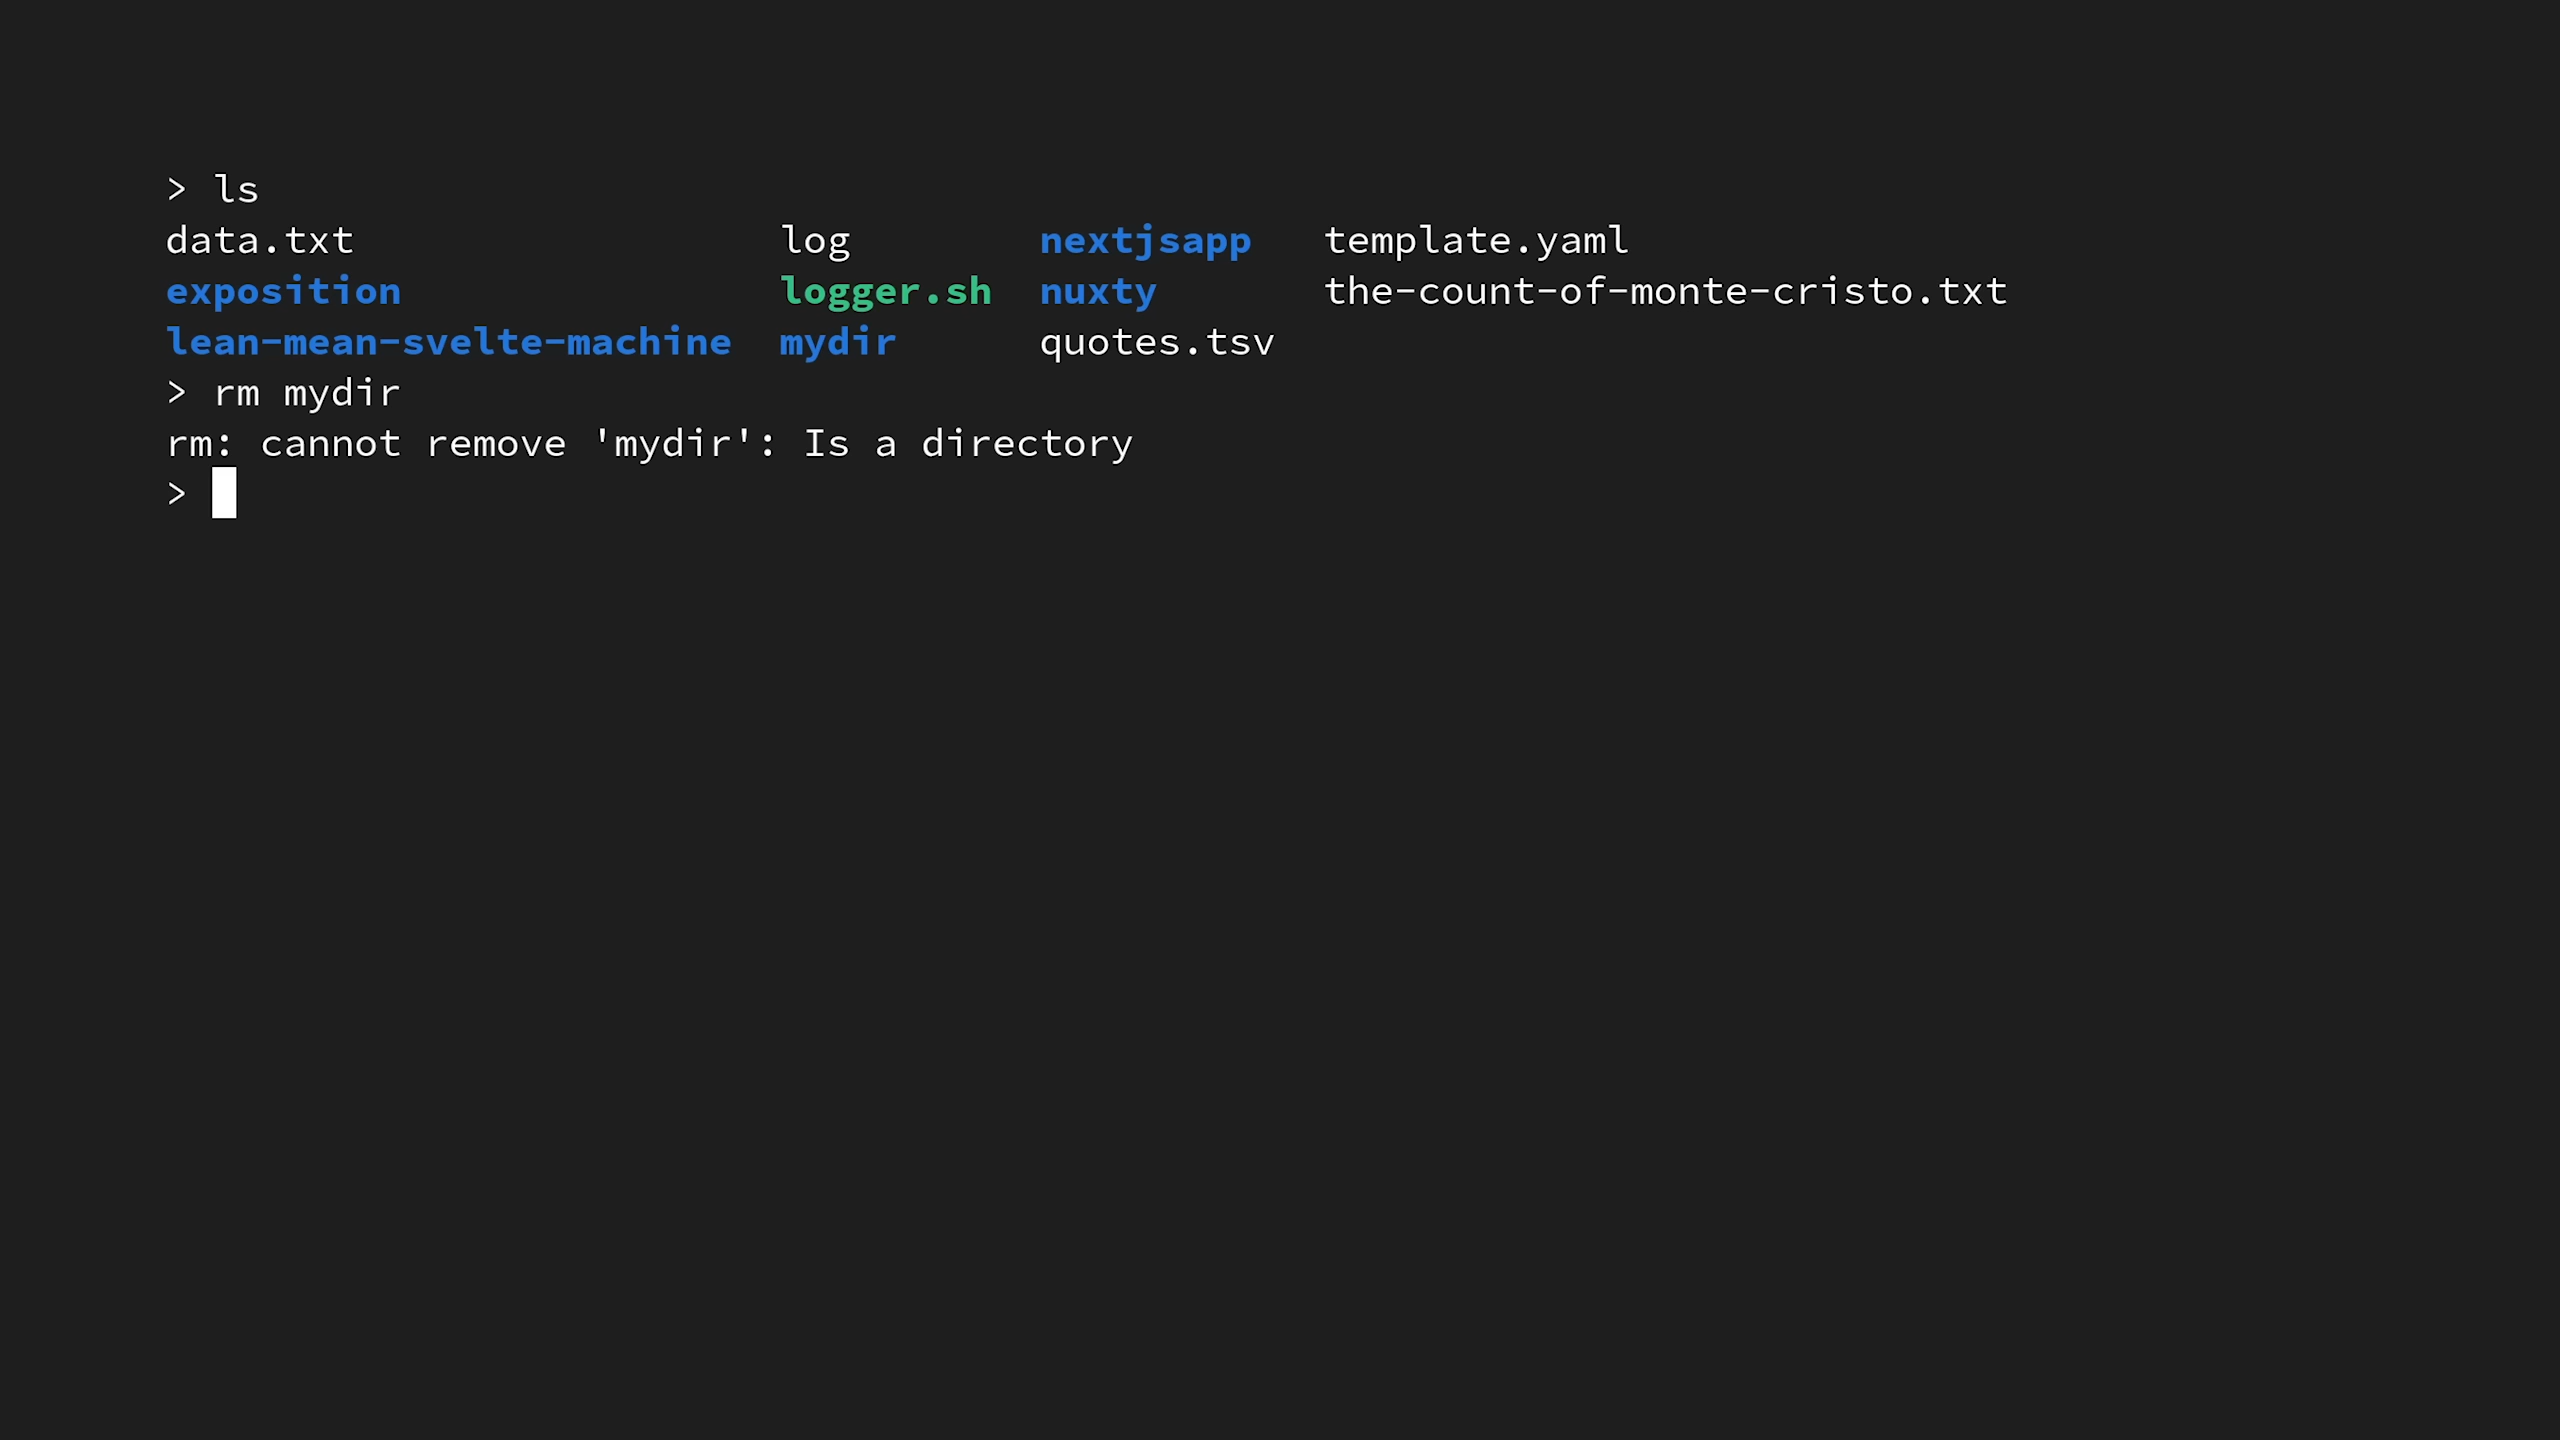 > ls
data.txt log nextjsapp template.yaml
exposition logger.sh nuxty the-count-of-monte-cristo.txt
lean-mean-svelte-machine mydir quotes.tsv
> rm mydir
rm: cannot remove 'mydir': Is a directory
>